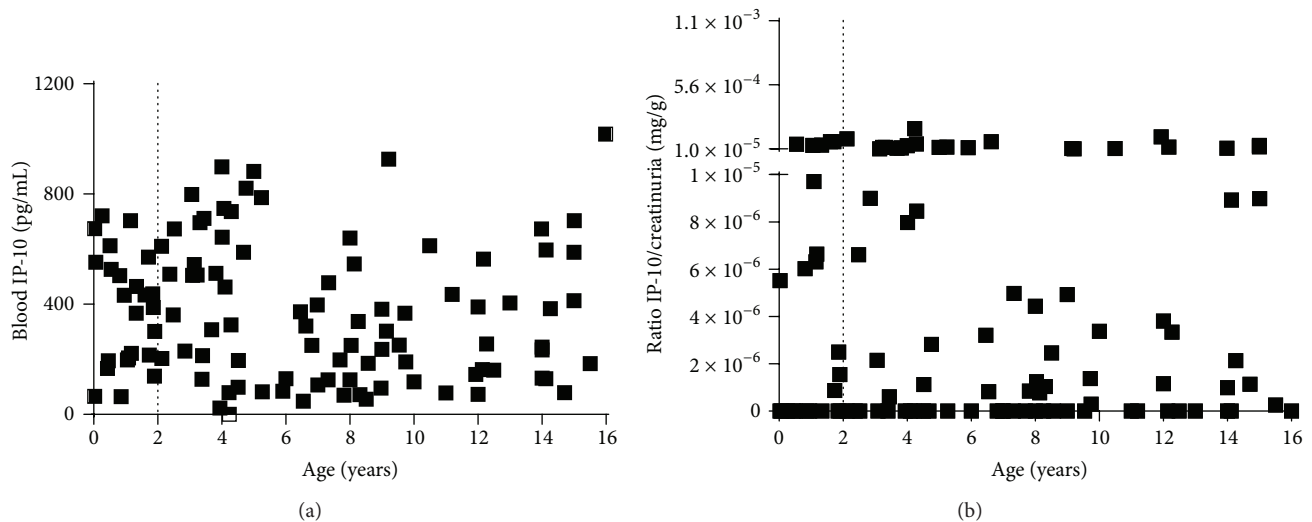 Blood IP-10 (pg/mL)
1200
800
400
0
0 2 4 6 8 10 12 14 16
Age (years)
(a)
Ratio IP-10/creatinuria (mg/g)
1.1 × 10⁻³
5.6 × 10⁻⁴
1.0 × 10⁻⁵
1 × 10⁻⁵
8 × 10⁻⁶
6 × 10⁻⁶
4 × 10⁻⁶
2 × 10⁻⁶
0
0 2 4 6 8 10 12 14 16
Age (years)
(b)